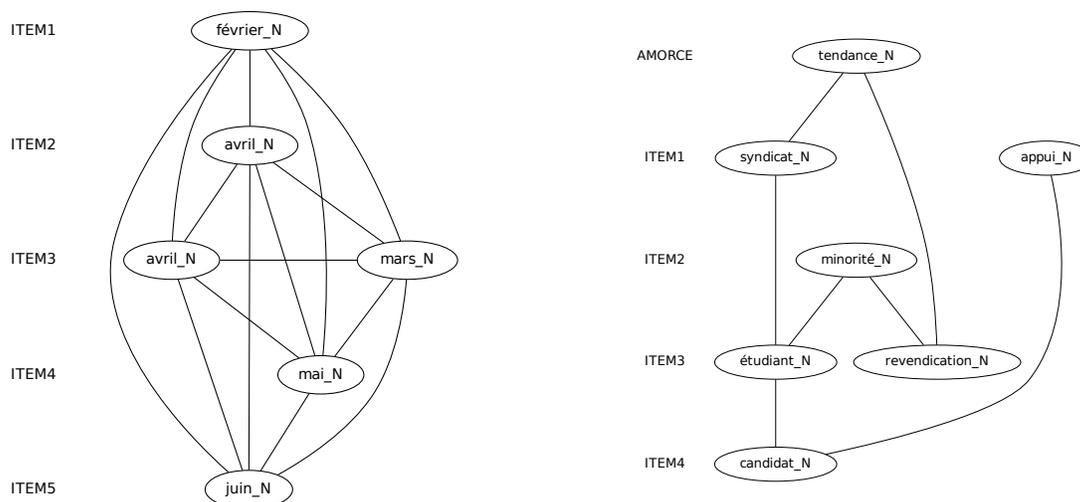 ITEM1 février_N
ITEM2 avril_N
ITEM3 avril_N mars_N
ITEM4 mai_N
ITEM5 juin_N
AMORCE tendance_N
ITEM1 syndicat_N appui_N
ITEM2 minorité_N
ITEM3 étudiant_N revendication_N
ITEM4 candidat_N